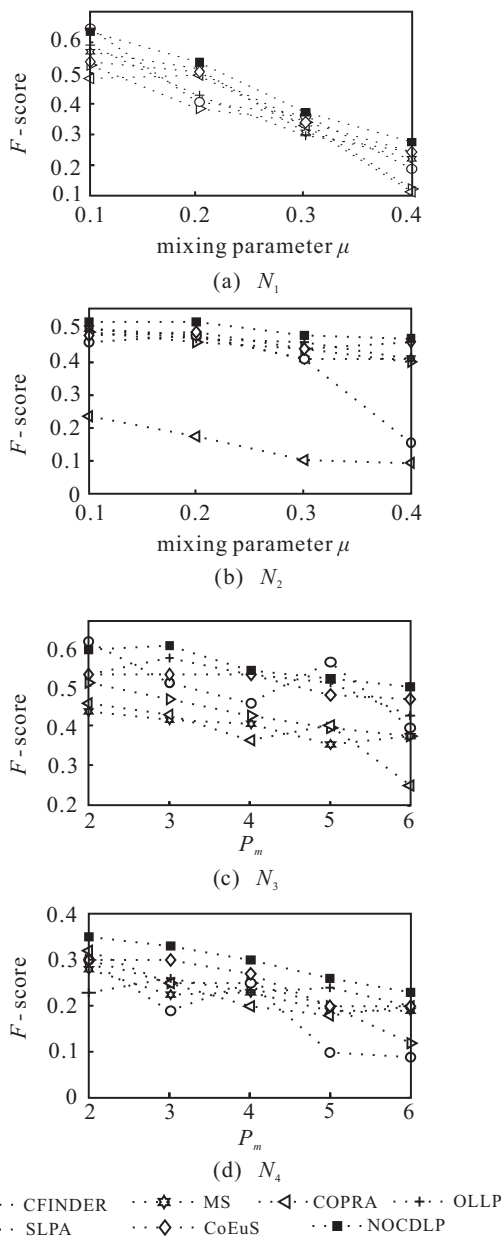 0.6
0.5
0.4
0.3
0.2
0.1
F-score
0.1 0.2 0.3 0.4
mixing parameter μ
(a) N₁
0.5
0.4
0.3
0.2
0.1
0
F-score
0.1 0.2 0.3 0.4
mixing parameter μ
(b) N₂
0.6
0.5
0.4
0.3
0.2
F-score
2 3 4 5 6
Pₘ
(c) N₃
0.4
0.3
0.2
0.1
0
F-score
2 3 4 5 6
Pₘ
(d) N₄
CFINDER MS COPRA OLLP
SLPA CoEuS NOCDLP